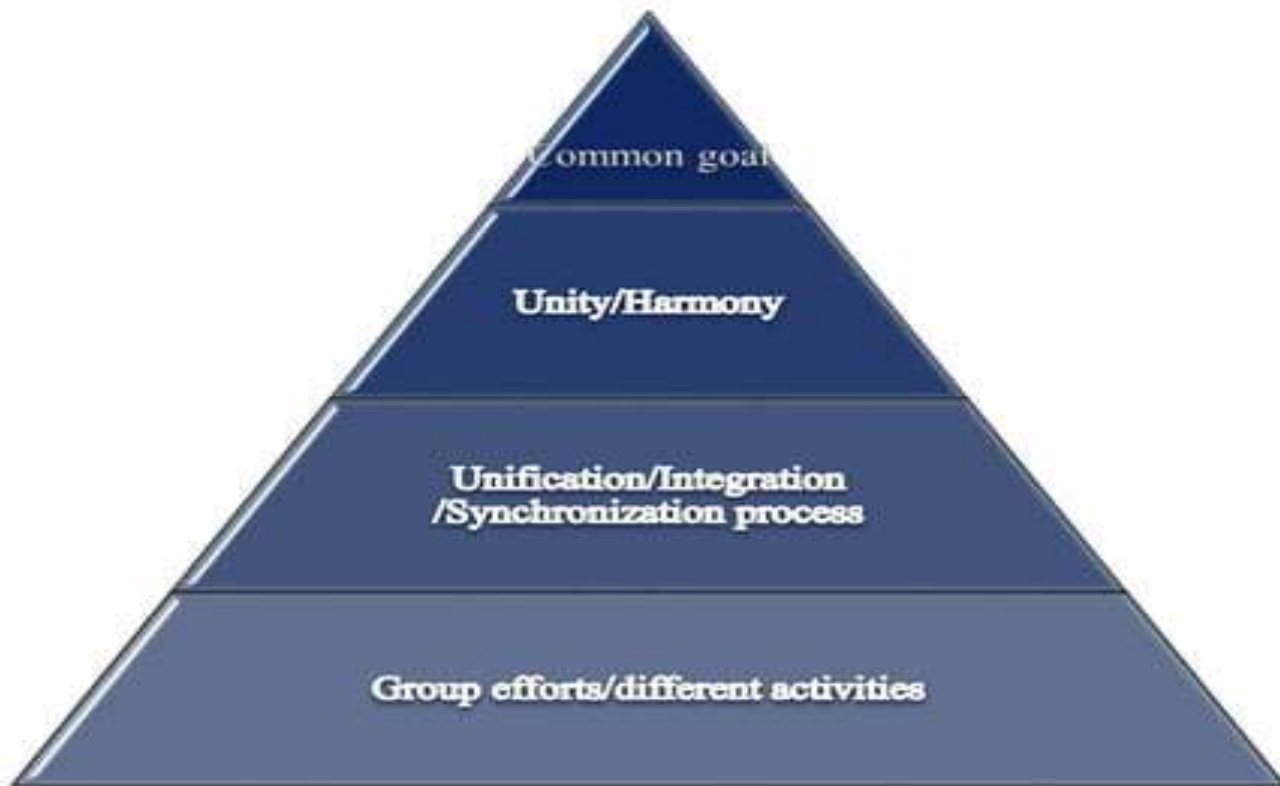 Common goal
Unity/Harmony
Unification/Integration
/Synchronization process
Group efforts/different activities